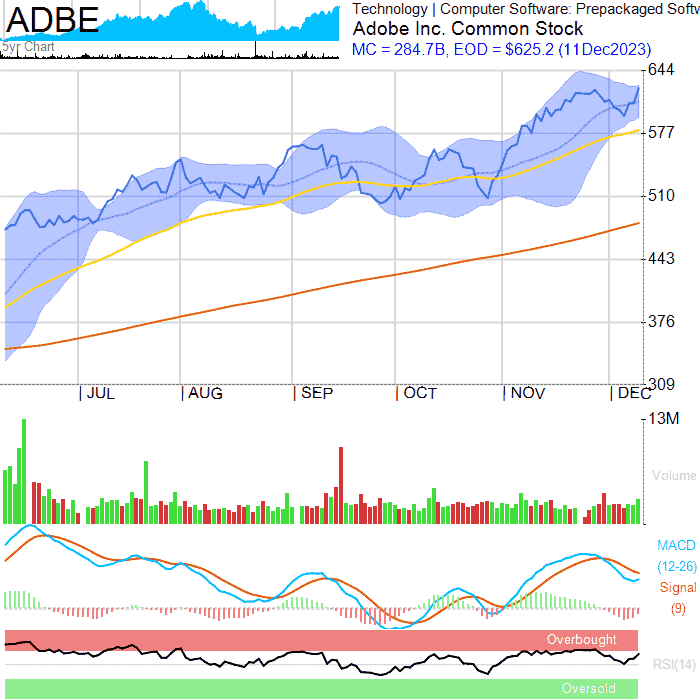 ADBE
5yr Chart
Technology | Computer Software: Prepackaged Softw
Adobe Inc. Common Stock
MC = 284.7B, EOD = $625.2 (11Dec2023)
644
577
510
443
376
309
JUL
AUG
SEP
OCT
NOV
DEC
13M
Volume
MACD
(12-26)
Signal
(9)
Overbought
RSI(14)
Oversold